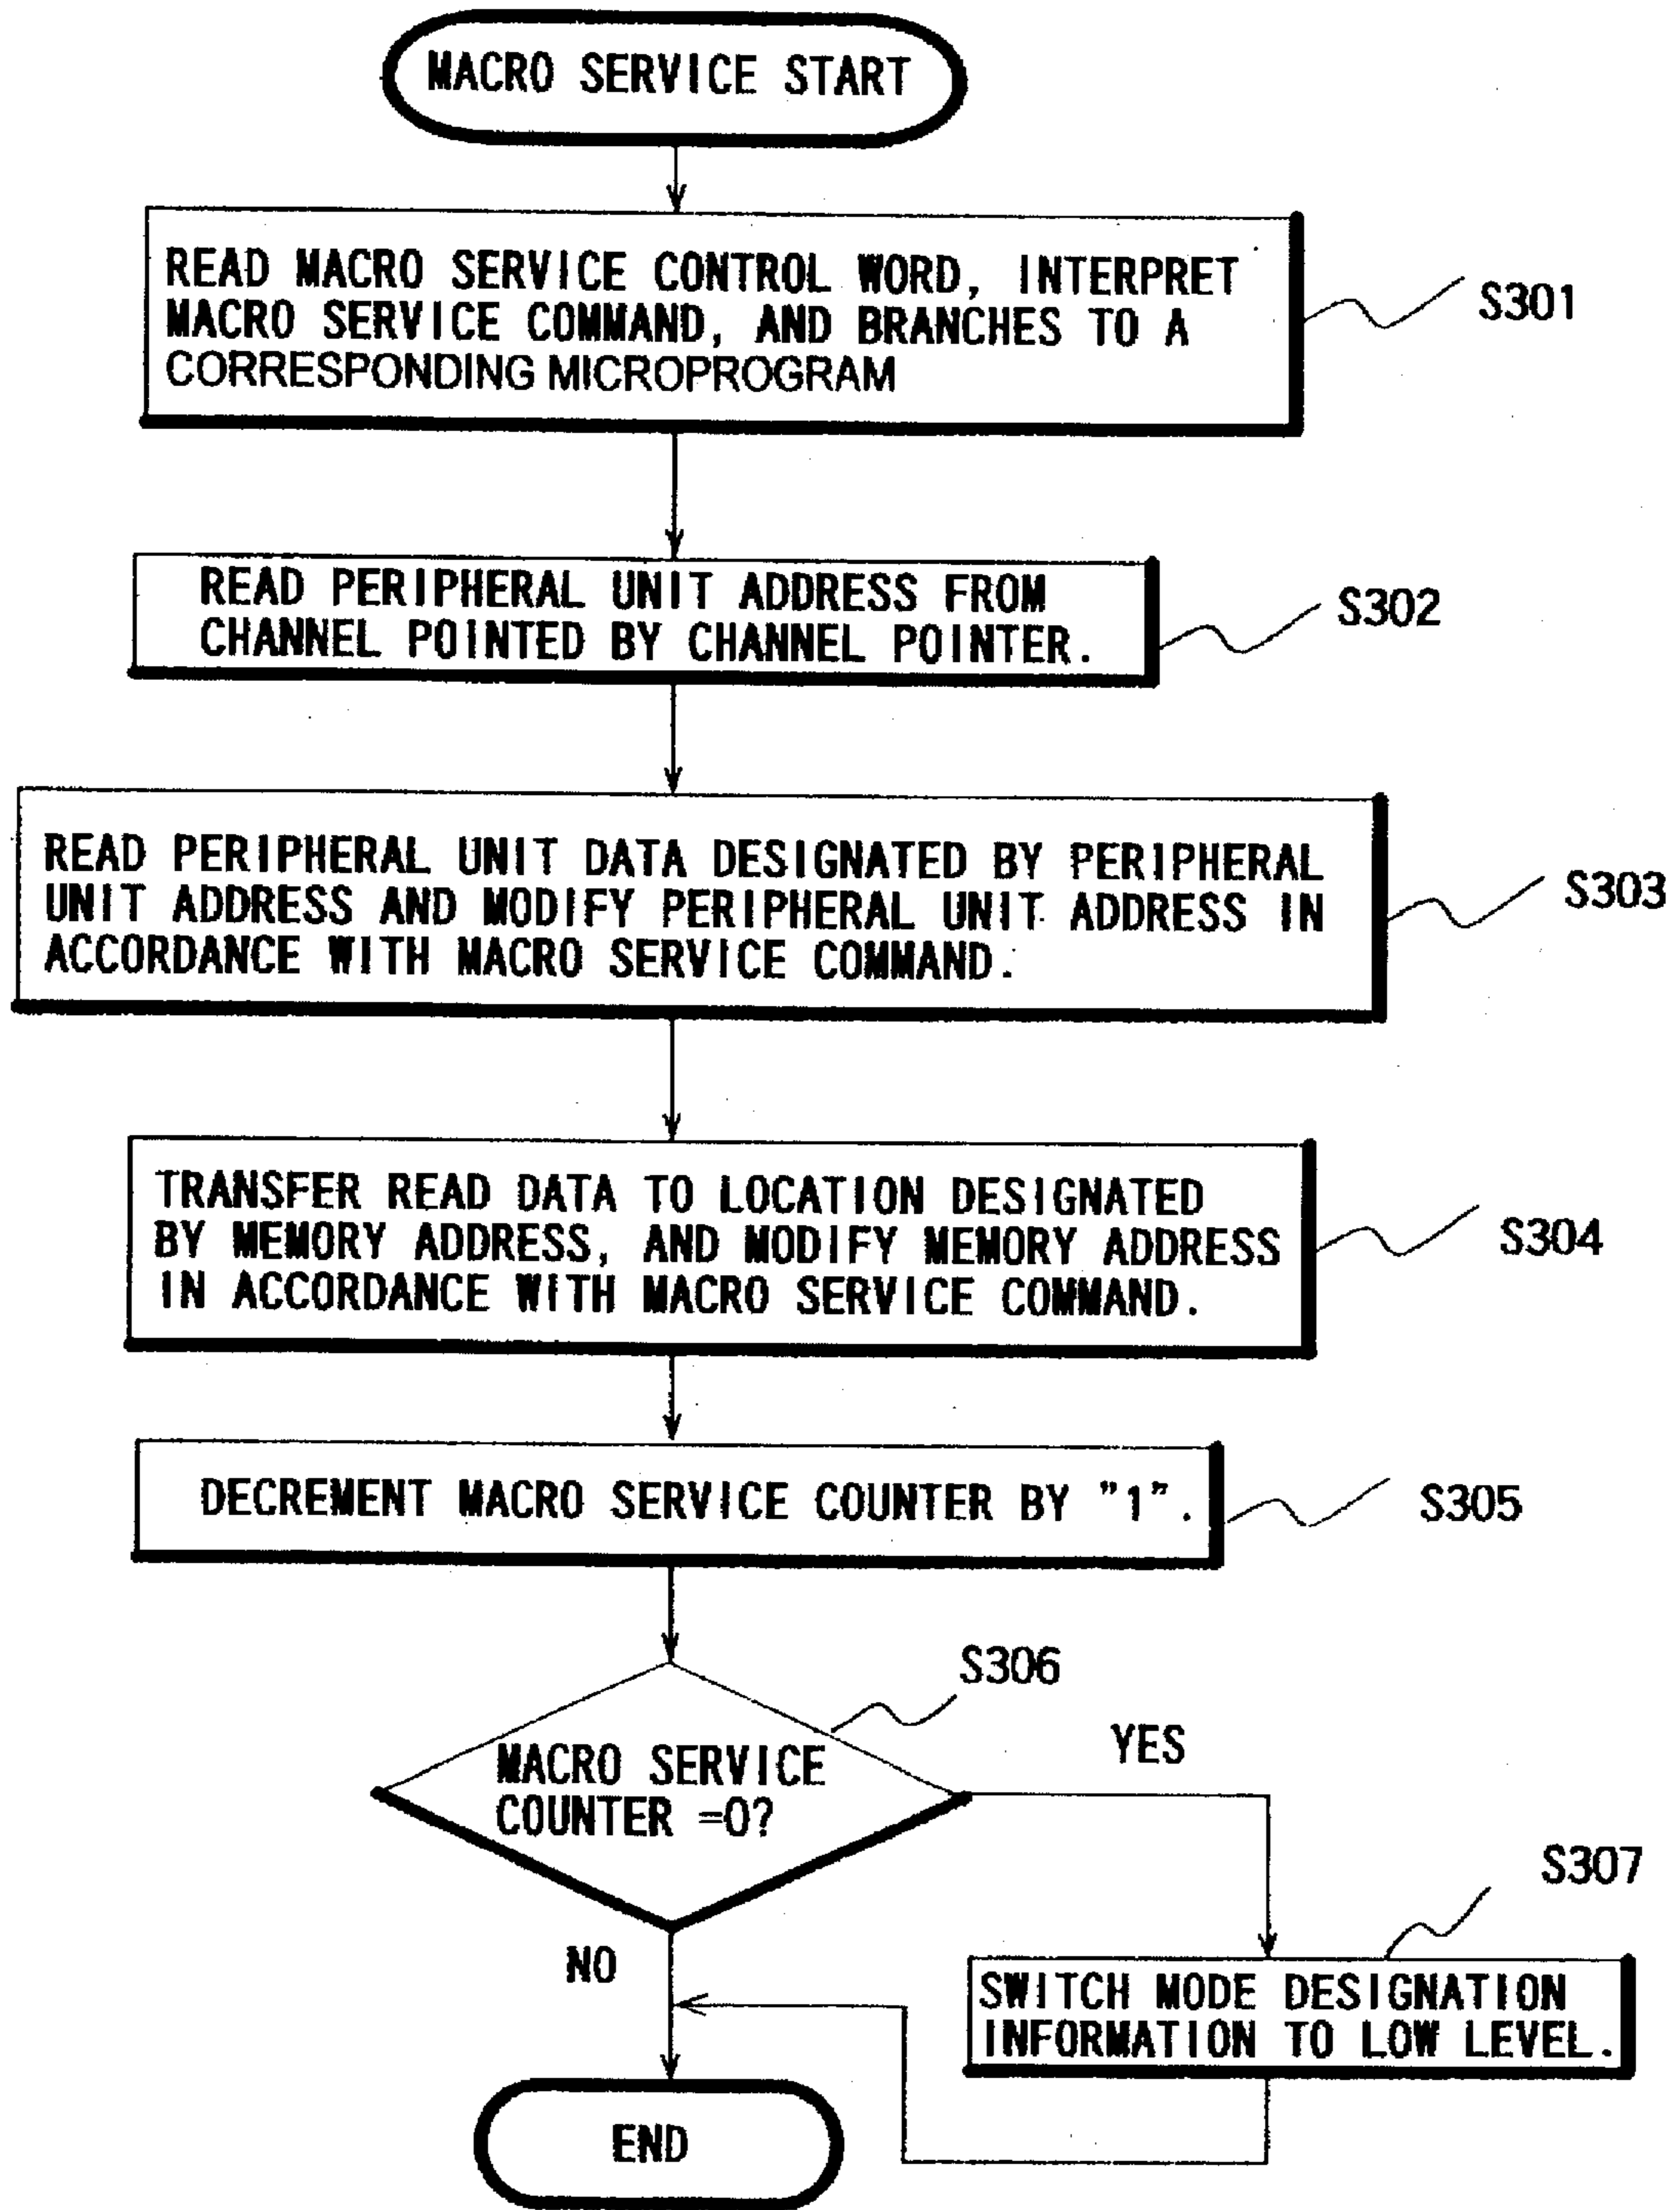 MACRO SERVICE START
READ MACRO SERVICE CONTROL WORD, INTERPRET
MACRO SERVICE COMMAND, AND BRANCHES TO A
CORRESPONDING MICROPROGRAM
S301
READ PERIPHERAL UNIT ADDRESS FROM
CHANNEL POINTED BY CHANNEL POINTER.
S302
READ PERIPHERAL UNIT DATA DESIGNATED BY PERIPHERAL
UNIT ADDRESS AND MODIFY PERIPHERAL UNIT ADDRESS IN
ACCORDANCE WITH MACRO SERVICE COMMAND.
S303
TRANSFER READ DATA TO LOCATION DESIGNATED
BY MEMORY ADDRESS, AND MODIFY MEMORY ADDRESS
IN ACCORDANCE WITH MACRO SERVICE COMMAND.
S304
DECREMENT MACRO SERVICE COUNTER BY "1".
S305
S306
MACRO SERVICE
COUNTER =0?
YES
S307
NO
SWITCH MODE DESIGNATION
INFORMATION TO LOW LEVEL.
END